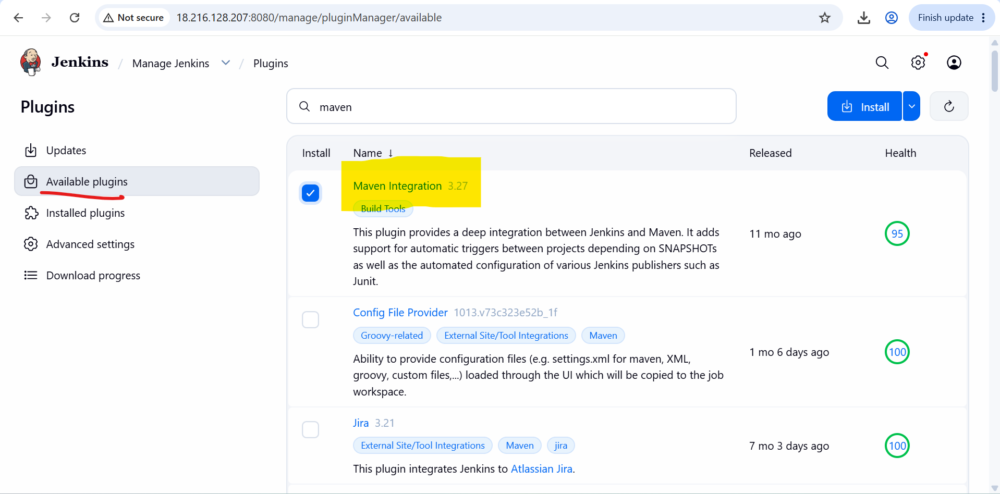 Not secure
18.216.128.207:8080/manage/pluginManager/available
Finish update
Jenkins / Manage Jenkins / Plugins
Plugins
maven
Install
Updates
Available plugins
Installed plugins
Advanced settings
Download progress
Install Name ↓ Released Health
Maven Integration 3.27
Build Tools
This plugin provides a deep integration between Jenkins and Maven. It adds
support for automatic triggers between projects depending on SNAPSHOTs
as well as the automated configuration of various Jenkins publishers such as
Junit.
11 mo ago
95
Config File Provider 1013.v73c323e52b_1f
Groovy-related External Site/Tool Integrations Maven
Ability to provide configuration files (e.g. settings.xml for maven, XML,
groovy, custom files,...) loaded through the UI which will be copied to the job
workspace.
1 mo 6 days ago
100
Jira 3.21
External Site/Tool Integrations Maven jira
This plugin integrates Jenkins to Atlassian Jira.
7 mo 3 days ago
100